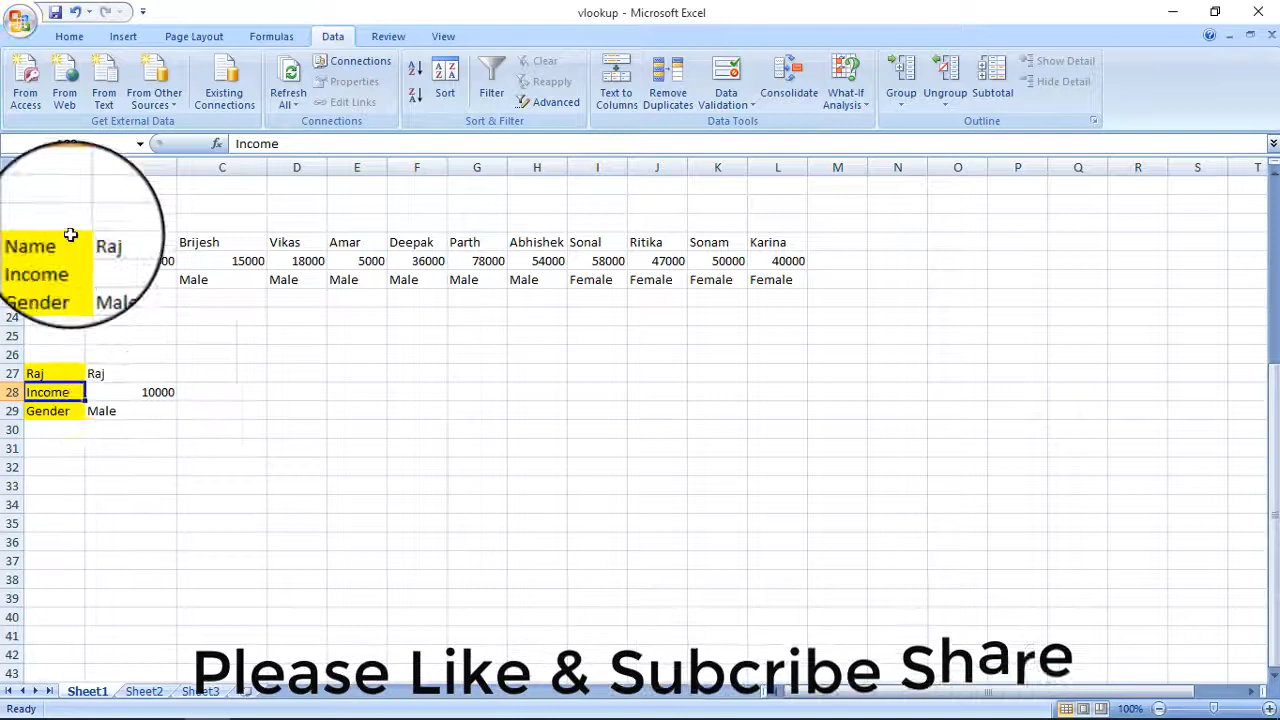 vlookup - Microsoft Excel
Home Insert Page Layout Formulas Data Review View
From Access From Web From Text From Other Sources Existing Connections
Get External Data
Refresh All Connections Properties Edit Links
Connections
Sort Filter Clear Reapply Advanced
Sort & Filter
Text to Columns Remove Duplicates Data Validation Consolidate What-If Analysis
Data Tools
Group Ungroup Subtotal Show Detail Hide Detail
Outline
fx Income
C D E F G H I J K L M N O P Q R S T
Name Raj Brijesh Vikas Amar Deepak Parth Abhishek Sonal Ritika Sonam Karina
Income 15000 18000 5000 36000 78000 54000 58000 47000 50000 40000
Gender Male Male Male Male Male Male Male Female Female Female Female
24
25
26
27 Raj Raj
28 Income 10000
29 Gender Male
30
31
32
33
34
35
36
37
38
39
40
41
42
43
Please Like & Subcribe Share
Sheet1 Sheet2 Sheet3
Ready 100%